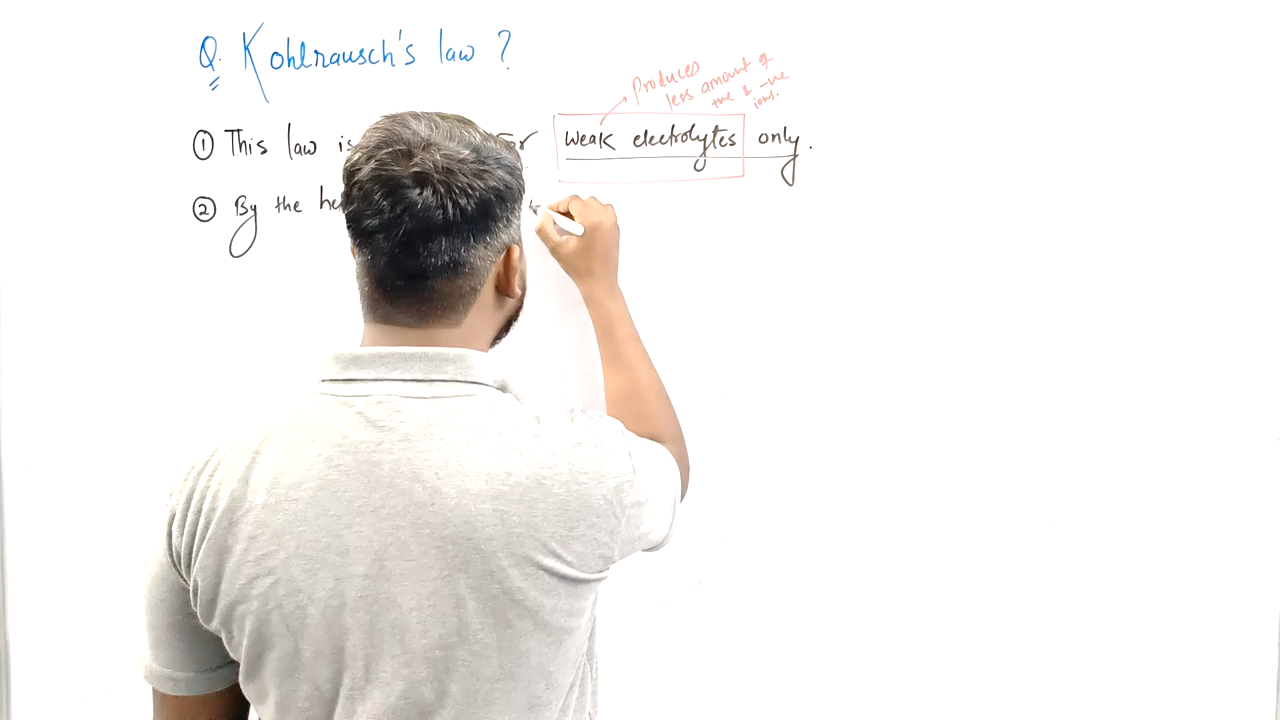 Q. Kohlrausch's law ?
Produces
less amount of
+ve & -ve
ions.
① This law is for weak electrolytes only.
② By the